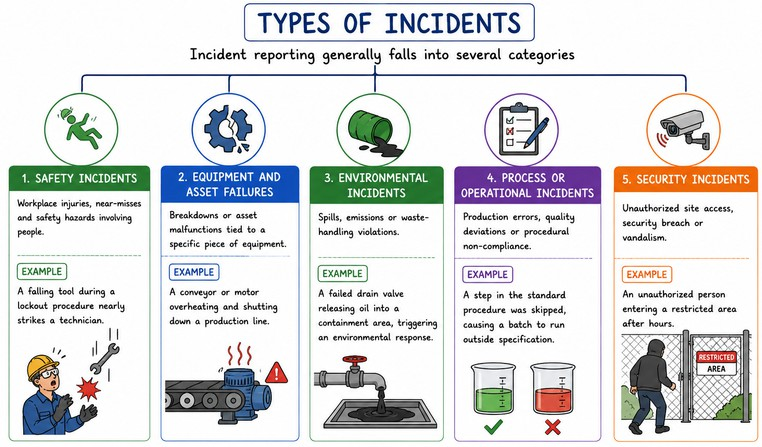 TYPES OF INCIDENTS
Incident reporting generally falls into several categories
1. SAFETY INCIDENTS
Workplace injuries, near-misses
and safety hazards involving
people.
EXAMPLE
A falling tool during a
lockout procedure nearly
strikes a technician.
2. EQUIPMENT AND
ASSET FAILURES
Breakdowns or asset
malfunctions tied to a
specific piece of equipment.
EXAMPLE
A conveyor or motor
overheating and shutting
down a production line.
3. ENVIRONMENTAL
INCIDENTS
Spills, emissions or waste-
handling violations.
EXAMPLE
A failed drain valve
releasing oil into a
containment area, triggering
an environmental response.
4. PROCESS OR
OPERATIONAL INCIDENTS
Production errors, quality
deviations or procedural
non-compliance.
EXAMPLE
A step in the standard
procedure was skipped,
causing a batch to run
outside specification.
5. SECURITY INCIDENTS
Unauthorized site access,
security breach or
vandalism.
EXAMPLE
An unauthorized person
entering a restricted area
after hours.
RESTRICTED
AREA